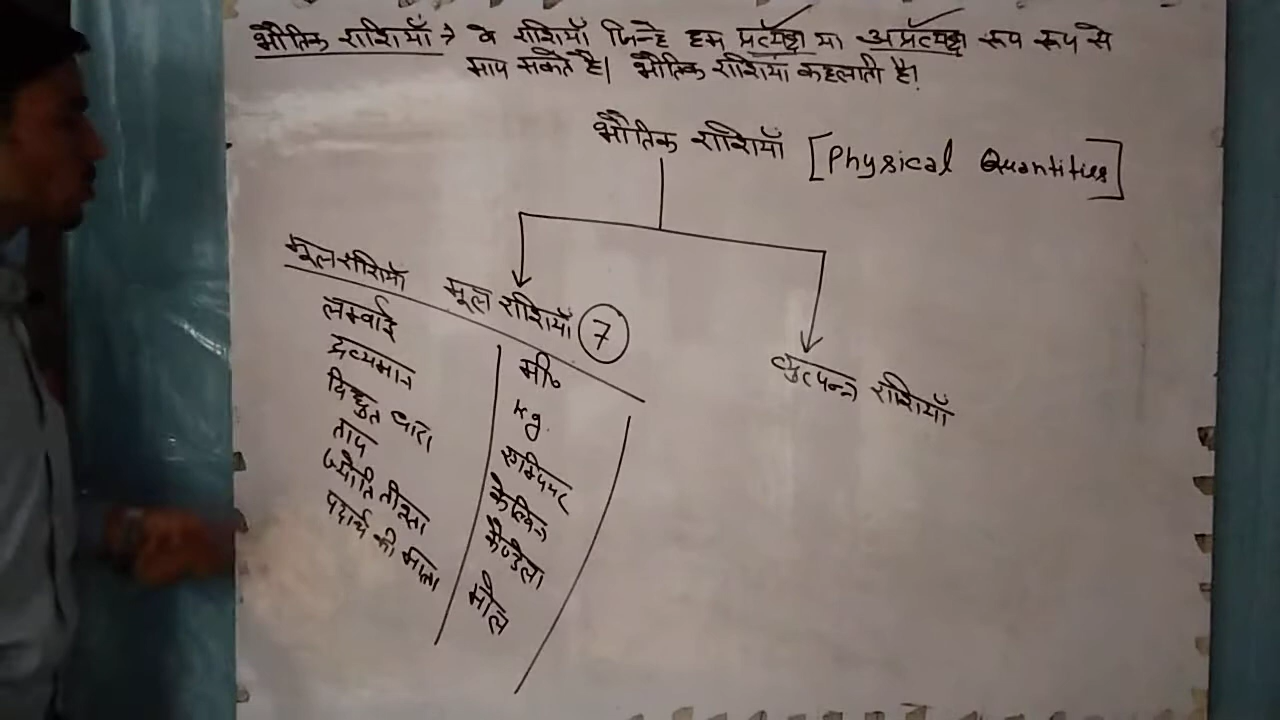 भौतिक राशियाँ → वे राशियाँ जिन्हे हम प्रत्यक्ष या अप्रत्यक्ष रूप रूप से
माप सकते है। भौतिक राशियां कहलाती है।
भौतिक राशियाँ [Physical Quantities]
मूल राशियाँ
मूल राशियाँ 7
व्युत्पन्न राशियाँ
लम्बाई मी०
द्रव्यमान kg.
विद्युत धारा एम्पियर
ताप केल्विन
ज्योति तीव्रता कैण्डेला
पदार्थ की मात्रा मोल